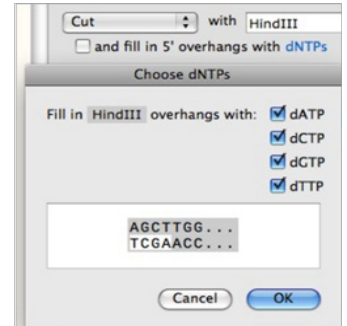 Cut with HindIII
and fill in 5' overhangs with dNTPs
Choose dNTPs
Fill in HindIII overhangs with: dATP
dCTP
dGTP
dTTP
AGCTTGG...
TCGAACC...
Cancel OK